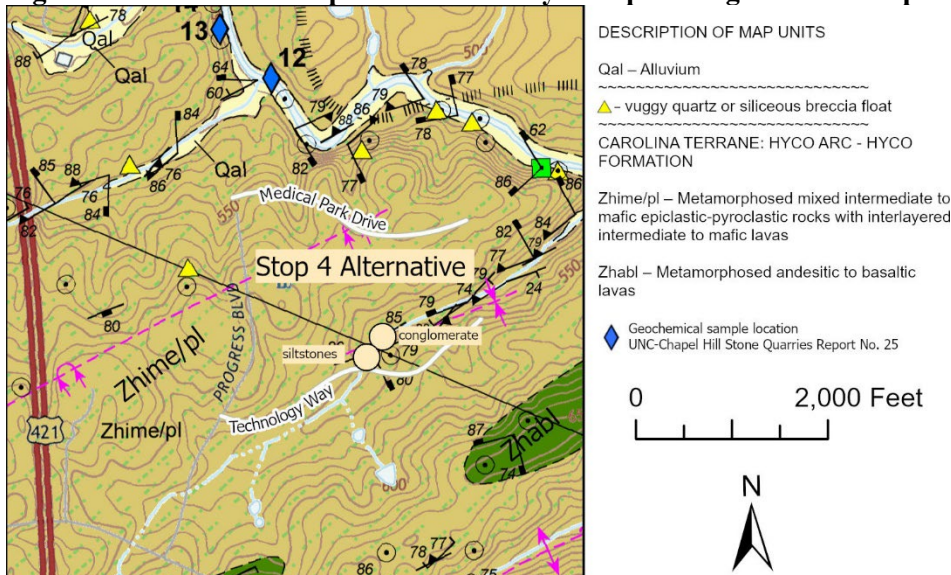 13
12
Qal
88
78
Qal
64
60
500
78
77
79
88
86
79
78
62
84
82
77
86
86
85
88
76
76
86
84
Qal
550
82
Medical Park Drive
84
82
77
79
74
79
24
550
Stop 4 Alternative
80
PROGRESS BLVD
85
conglomerate
siltstones
79
80
Zhime/pl
Zhime/pl
421
Technology Way
87
Zhabl
74
600
78
77
86
75
DESCRIPTION OF MAP UNITS
Qal – Alluvium
~~~~~~~~~~~~~~~~~~~~~~~~~~~~~
- vuggy quartz or siliceous breccia float
~~~~~~~~~~~~~~~~~~~~~~~~~~~~~
CAROLINA TERRANE: HYCO ARC - HYCO
FORMATION
Zhime/pl – Metamorphosed mixed intermediate to
mafic epiclastic-pyroclastic rocks with interlayered
intermediate to mafic lavas
Zhabl – Metamorphosed andesitic to basaltic
lavas
Geochemical sample location
UNC-Chapel Hill Stone Quarries Report No. 25
0 2,000 Feet
N